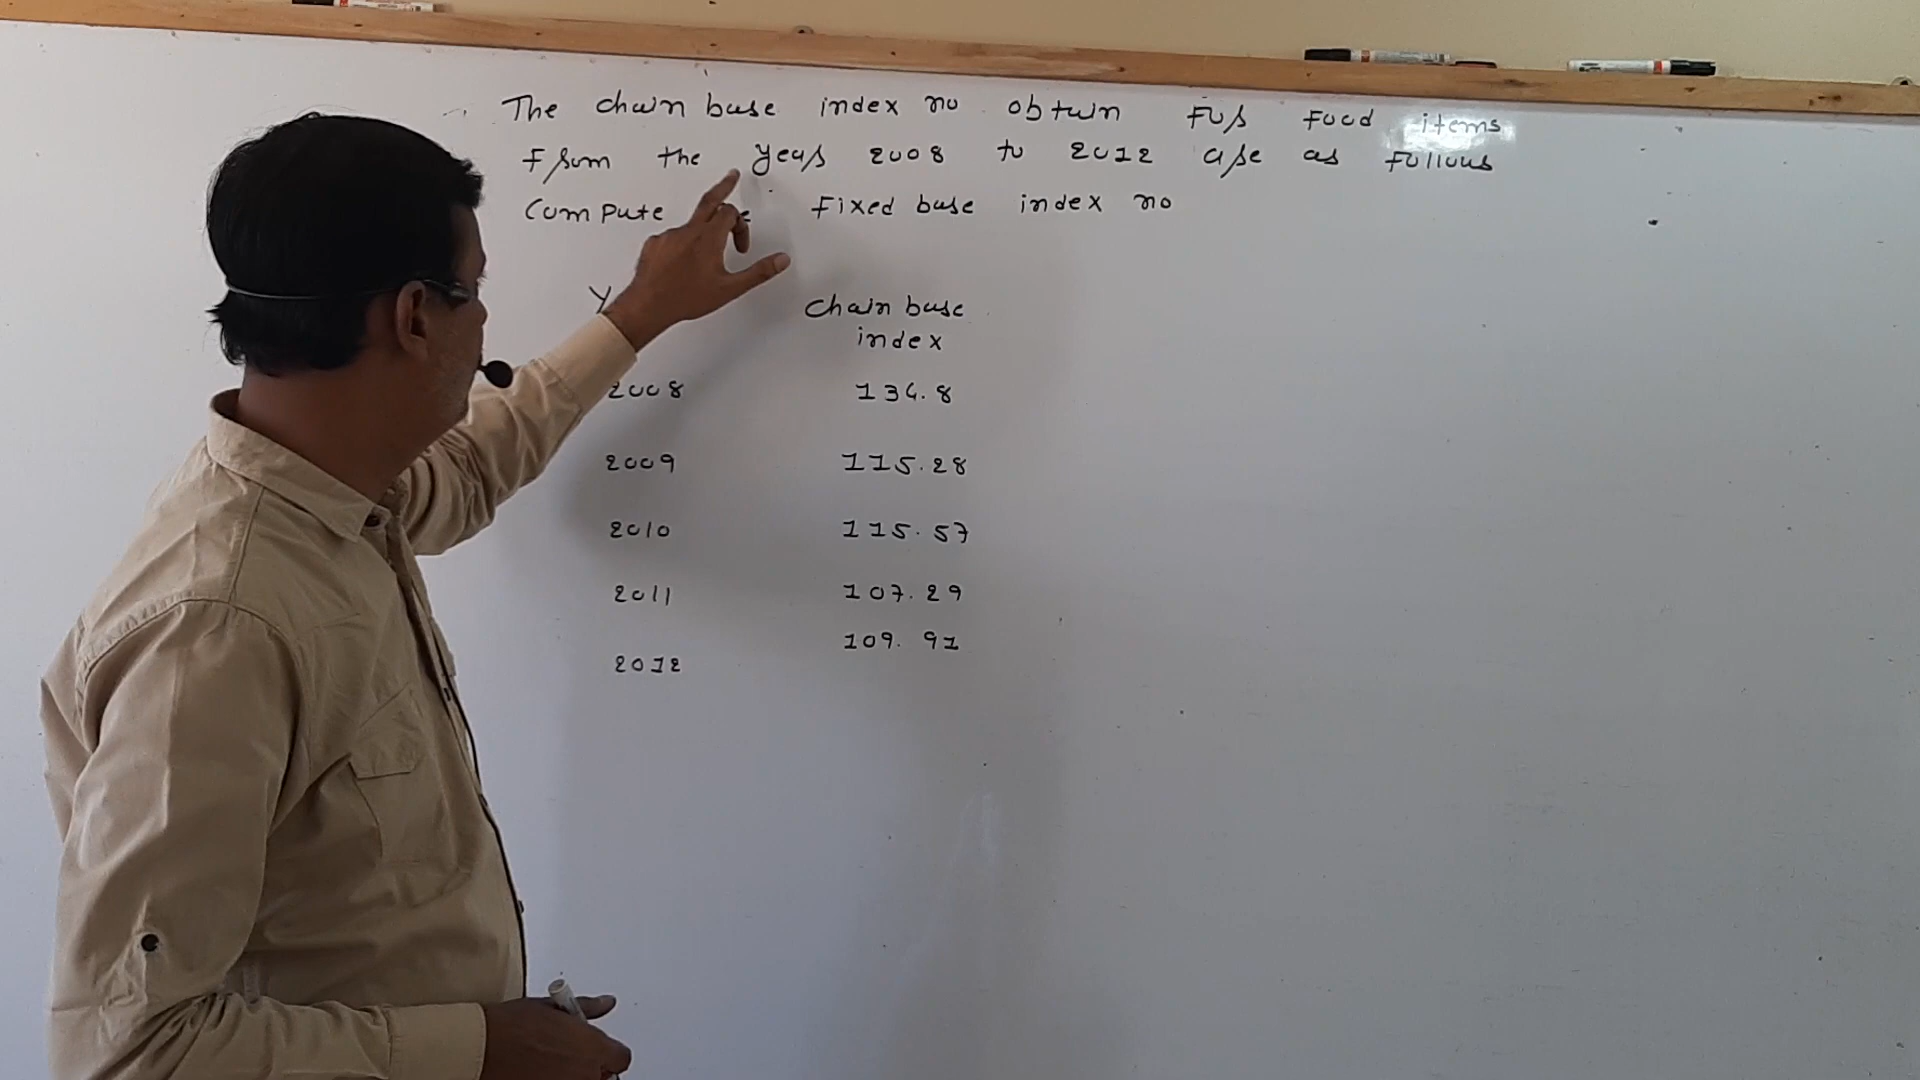 The chain base index no obtain For Food items
From the year 2008 to 2012 are as follows
Compute Fixed base index no
Y
Chain base
index
2008 134.8
2009 115.28
2010 115.57
2011 107.29
2012 109.91